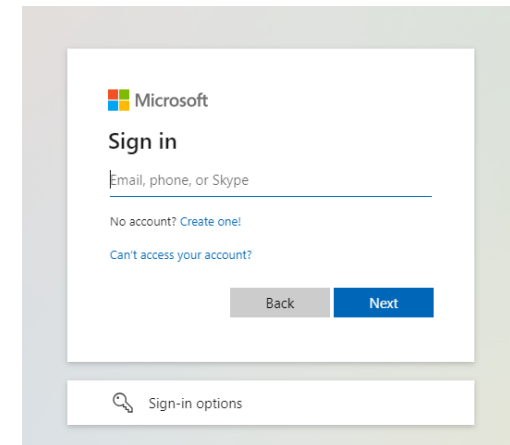 Microsoft
Sign in
Email, phone, or Skype
No account? Create one!
Can't access your account?
Back Next
Sign-in options